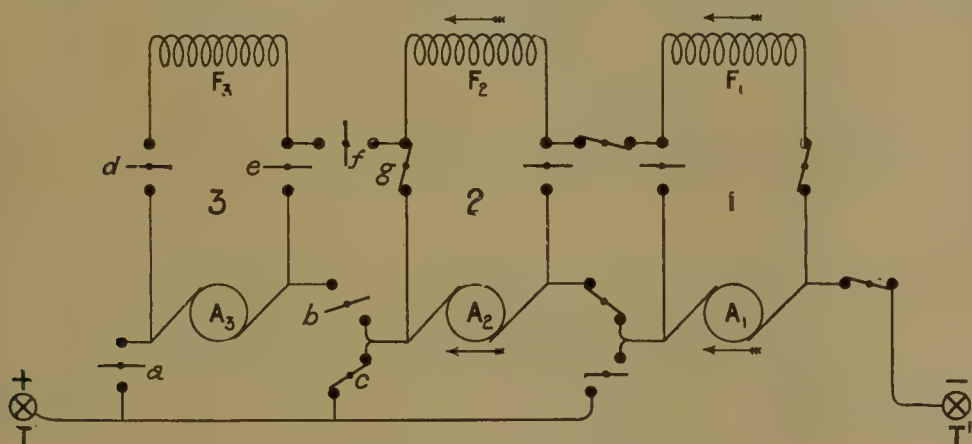 F₃ F₂ F₁
d e f g
3 2 1
A₃ b A₂ A₁
a c
+ −
T T'